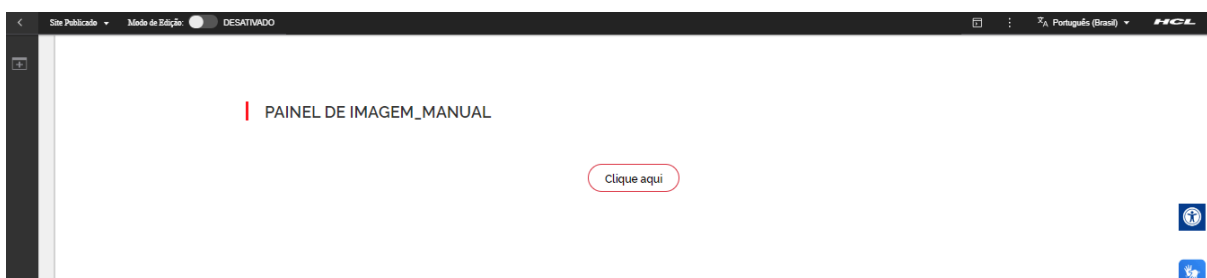 Site Publicado Modo de Edição: DESATIVADO Português (Brasil) HCL
PAINEL DE IMAGEM_MANUAL
Clique aqui